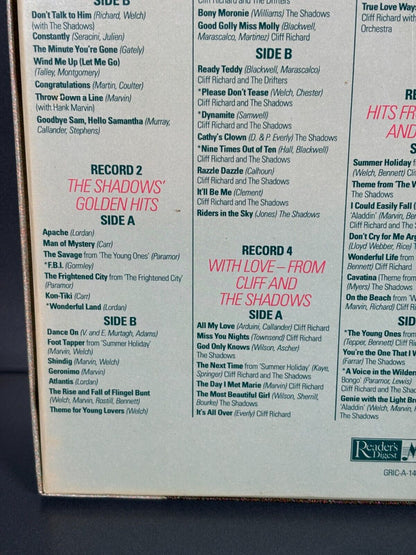 SIDE B
Don't Talk to Him (Richard, Welch)
(with The Shadows)
Constantly (Seracini, Julien)
The Minute You're Gone (Gately)
Wind Me Up (Let Me Go)
(Talley, Montgomery)
Congratulations (Martin, Coulter)
Throw Down a Line (Marvin)
(with Hank Marvin)
Goodbye Sam, Hello Samantha (Murray,
Callander, Stephens)
RECORD 2
THE SHADOWS'
GOLDEN HITS
SIDE A
Apache (Lordan)
Man of Mystery (Carr)
The Savage from 'The Young Ones' (Paramor)
*F.B.I. (Gormley)
The Frightened City from 'The Frightened City'
(Paramor)
Kon-Tiki (Carr)
*Wonderful Land (Lordan)
SIDE B
Dance On (V. and E. Murtagh, Adams)
Foot Tapper from 'Summer Holiday'
(Marvin, Welch)
Shindig (Marvin, Welch)
Geronimo (Marvin)
Atlantis (Lordan)
The Rise and Fall of Flingel Bunt
(Welch, Marvin, Rostill, Bennett)
Theme for Young Lovers (Welch)
Cliff Richard and The Drifters
Bony Moronie (Williams) The Shadows
Good Golly Miss Molly (Blackwell,
Marascalco, Martinez) Cliff Richard
SIDE B
Ready Teddy (Blackwell, Marascalco)
Cliff Richard and The Drifters
*Please Don't Tease (Welch, Chester)
Cliff Richard and The Shadows
*Dynamite (Samwell)
Cliff Richard and The Shadows
Cathy's Clown (D. & P. Everly) The Shadows
*Nine Times Out of Ten (Hall, Blackwell)
Cliff Richard and The Shadows
Razzle Dazzle (Calhoun)
Cliff Richard and The Shadows
It'll Be Me (Clement)
Cliff Richard and The Shadows
Riders in the Sky (Jones) The Shadows
RECORD 4
WITH LOVE – FROM
CLIFF AND
THE SHADOWS
SIDE A
All My Love (Arduini, Callander) Cliff Richard
Miss You Nights (Townsend) Cliff Richard
God Only Knows (Wilson, Ascher)
The Shadows
The Next Time from 'Summer Holiday' (Kaye,
Springer) Cliff Richard and The Shadows
The Day I Met Marie (Marvin) Cliff Richard
The Most Beautiful Girl (Wilson, Sherrill,
Bourke) The Shadows
It's All Over (Everly) Cliff Richard
True Love Ways
Cliff Richard with
Orchestra
HITS
AND
Summer Holiday
(Welch, Bennett) Cliff
Theme from 'The
I Could Easily Fall
'Aladdin' (Marvin, Welch,
Bennett)
Don't Cry for Me Arg
(Lloyd Webber, Rice) Th
Wonderful Life from
Bennett) Cliff Richard and
Cavatina (Theme from
(Myers) The Shadows
On the Beach from 'W
(Marvin, Welch, Richard)
*The Young Ones from
(Tepper, Bennett) Cliff
You're the One from 'The
(Farrar) The Shadows
*A Voice in the Wilderness
Bongo' (Paramor, Lewis)
Cliff Richard and The
Genie with the Light Bro
'Aladdin' (Welch, Marvin,
Bennett) The Shadows
Reader's
Digest
GRIC-A-14